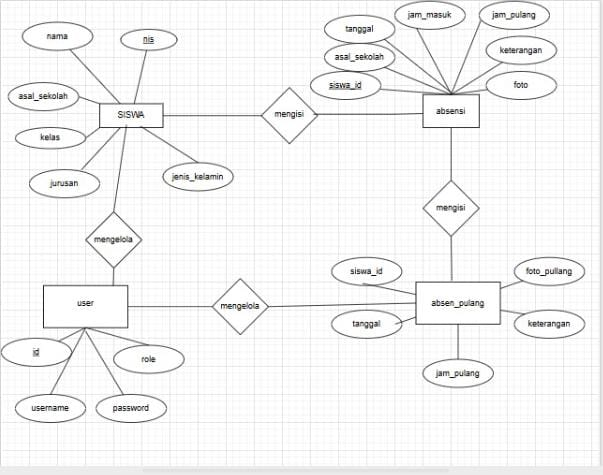 jam_masuk
jam_pulang
tanggal
nama
nis
keterangan
asal_sekolah
siswa_id
foto
asal_sekolah
SISWA
mengisi
absensi
kelas
jurusan
jenis_kelamin
mengisi
mengelola
siswa_id
foto_pullang
user
mengelola
absen_pulang
tanggal
keterangan
id
role
jam_pulang
username
password